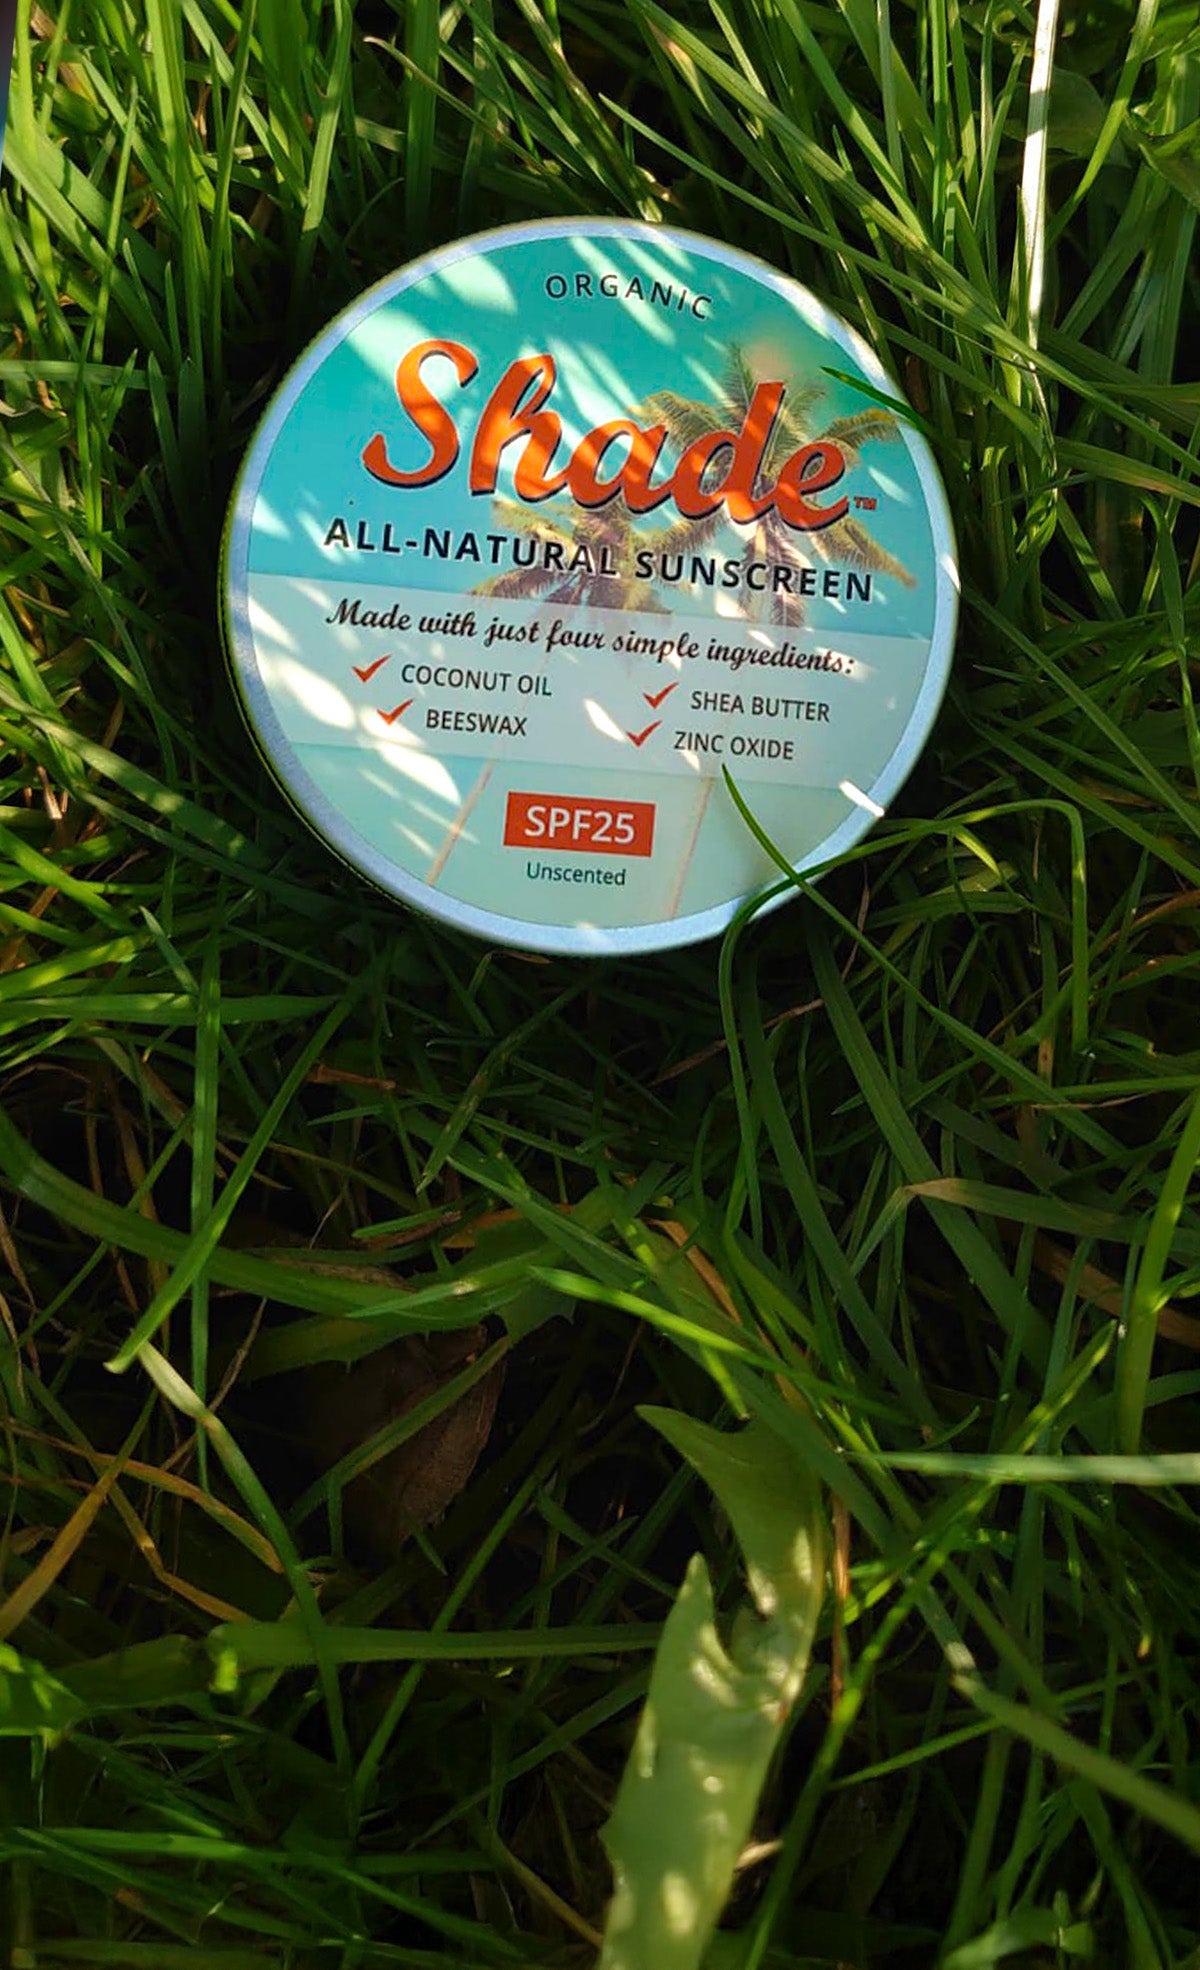 ORGANIC
Shade™
ALL-NATURAL SUNSCREEN
Made with just four simple ingredients:
COCONUT OIL SHEA BUTTER
BEESWAX ZINC OXIDE
SPF25
Unscented